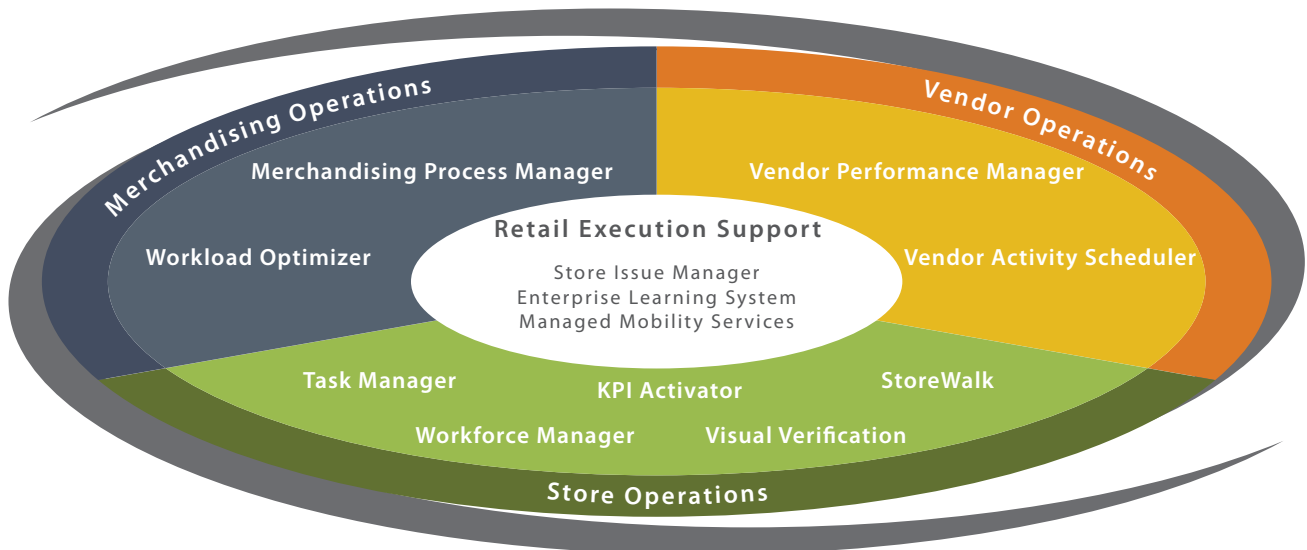 Merchandising Operations
Vendor Operations
Merchandising Process Manager
Vendor Performance Manager
Workload Optimizer
Vendor Activity Scheduler
Retail Execution Support
Store Issue Manager
Enterprise Learning System
Managed Mobility Services
Task Manager
KPI Activator
StoreWalk
Workforce Manager
Visual Verification
Store Operations